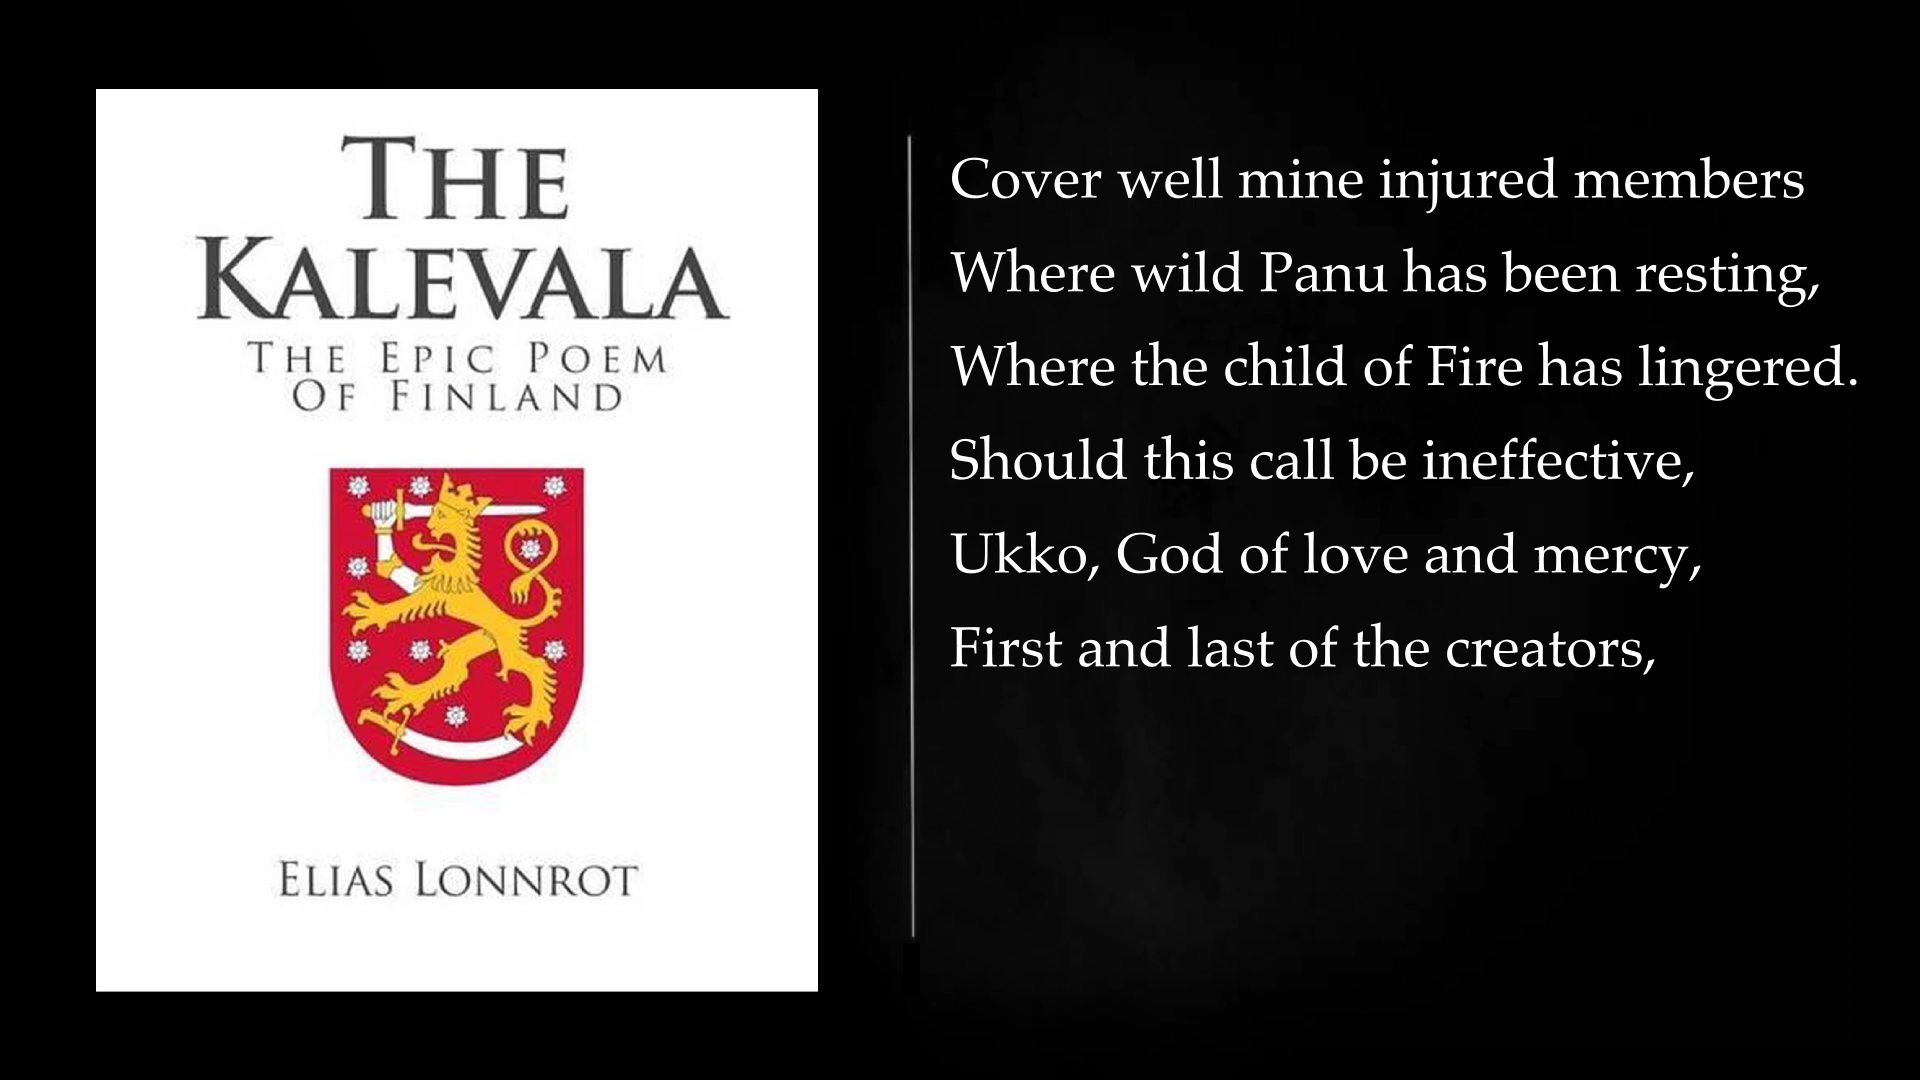 THE
KALEVALA
THE EPIC POEM
OF FINLAND
ELIAS LONNROT
Cover well mine injured members
Where wild Panu has been resting,
Where the child of Fire has lingered.
Should this call be ineffective,
Ukko, God of love and mercy,
First and last of the creators,